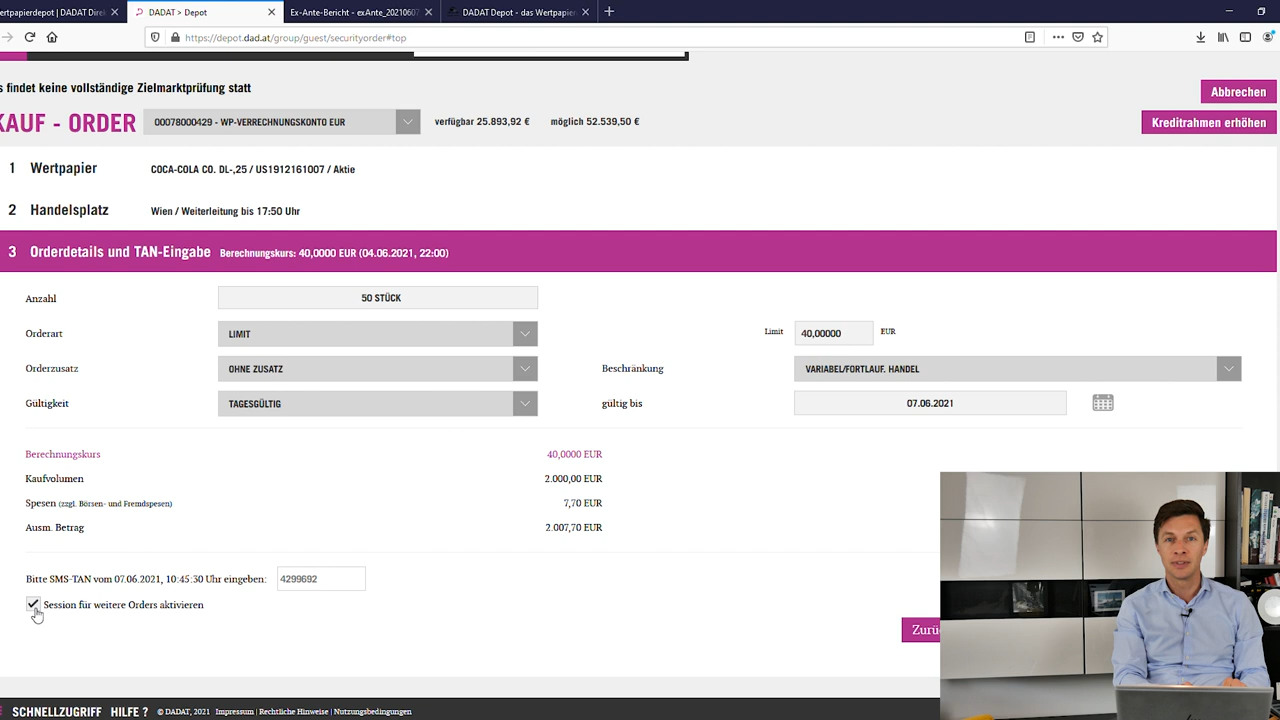 ertpapierdepot | DADAT Direk
DADAT > Depot
Ex-Ante-Bericht - exAnte_20210607
DADAT Depot - das Wertpapier
https://depot.dad.at/group/guest/securityorder#top
s findet keine vollständige Zielmarktprüfung statt
Abbrechen
KAUF - ORDER 00078000429 - WP-VERRECHNUNGSKONTO EUR verfügbar 25.893,92 € möglich 52.539,50 € Kreditrahmen erhöhen
1 Wertpapier COCA-COLA CO. DL-,25 / US1912161007 / Aktie
2 Handelsplatz Wien / Weiterleitung bis 17:50 Uhr
3 Orderdetails und TAN-Eingabe Berechnungskurs: 40,0000 EUR (04.06.2021, 22:00)
Anzahl 50 STÜCK
Orderart LIMIT Limit 40,00000 EUR
Orderzusatz OHNE ZUSATZ Beschränkung VARIABEL/FORTLAUF. HANDEL
Gültigkeit TAGESGÜLTIG gültig bis 07.06.2021
Berechnungskurs 40,0000 EUR
Kaufvolumen 2.000,00 EUR
Spesen (zzgl. Börsen- und Fremdspesen) 7,70 EUR
Ausm. Betrag 2.007,70 EUR
Bitte SMS-TAN vom 07.06.2021, 10:45:30 Uhr eingeben: 4299692
Session für weitere Orders aktivieren
Zurü
SCHNELLZUGRIFF HILFE ? © DADAT, 2021 Impressum | Rechtliche Hinweise | Nutzungsbedingungen